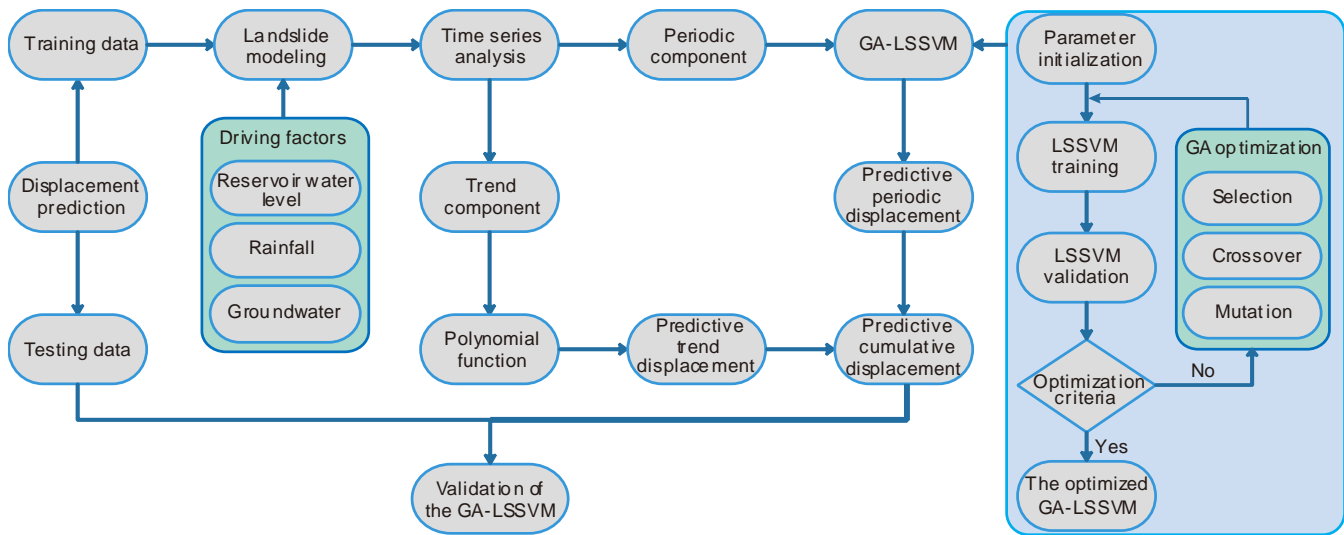 Training data
Landslide
modeling
Time series
analysis
Periodic
component
GA-LSSVM
Parameter
initialization
Driving factors
Reservoir water
level
Rainfall
Groundwater
Displacement
prediction
Trend
component
Predictive
periodic
displacement
LSSVM
training
GA optimization
Selection
Crossover
Mutation
LSSVM
validation
Testing data
Polynomial
function
Predictive
trend
displacement
Predictive
cumulative
displacement
Optimization
criteria
No
Yes
Validation of
the GA-LSSVM
The optimized
GA-LSSVM